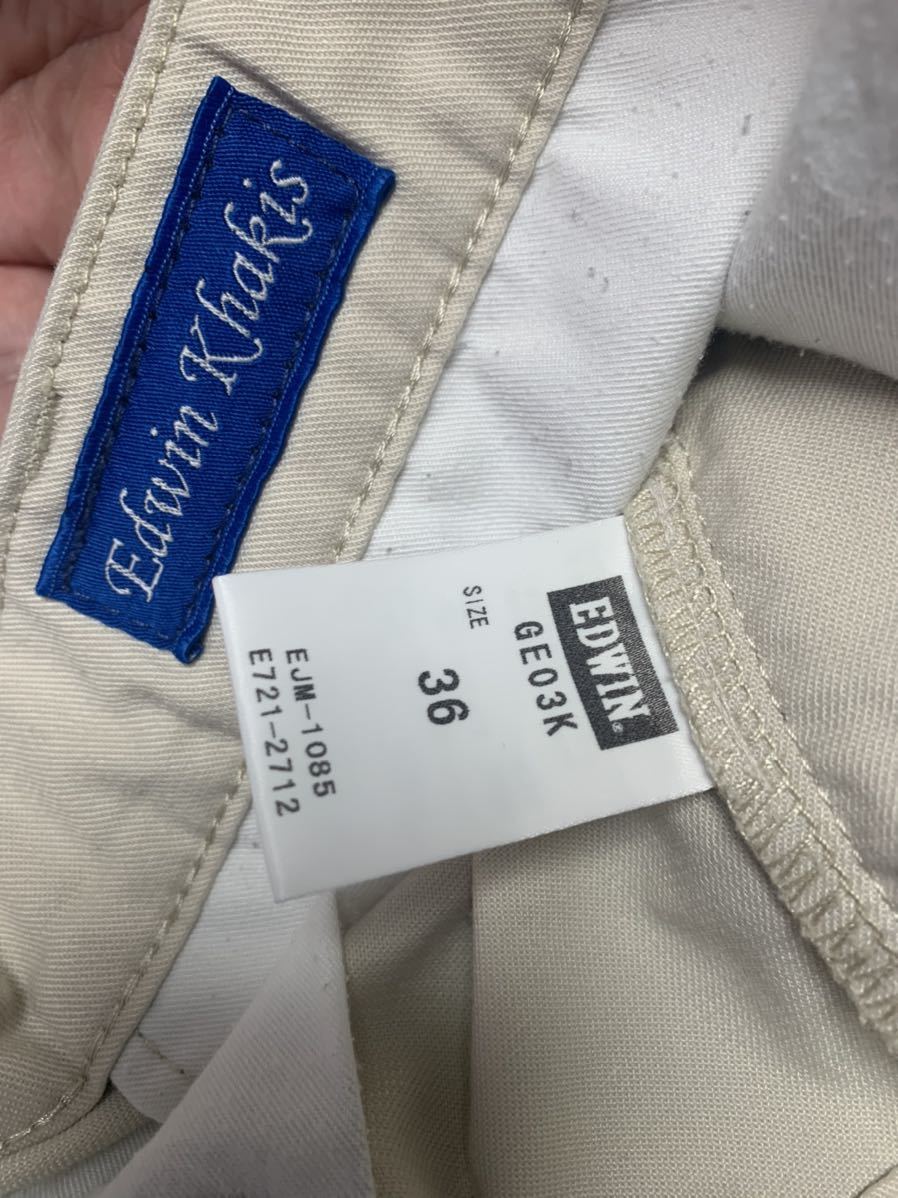 Edwin Khakis
EDWIN®
GE03K
SIZE
36
EJM-1085
E721-2712